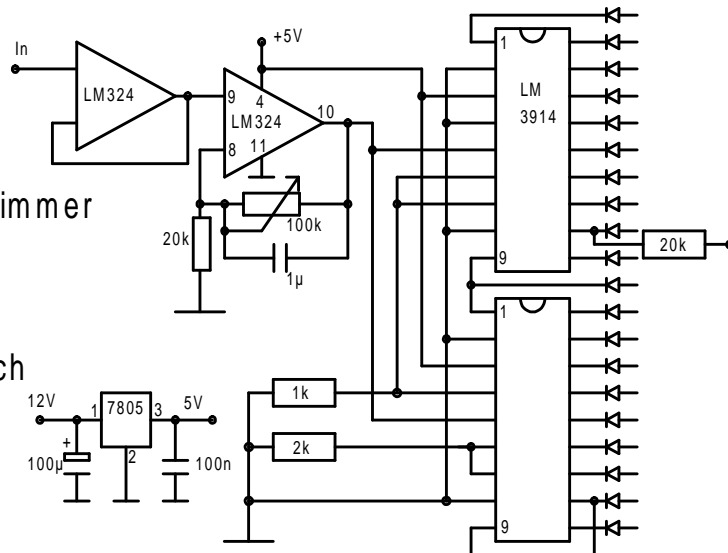 In
+5V
LM324
9
4
LM324
10
8
11
1
LM
3914
immer
20k
100k
1µ
20k
9
1
ch
12V
1
7805
3
5V
1k
+
100µ
2
100n
2k
9